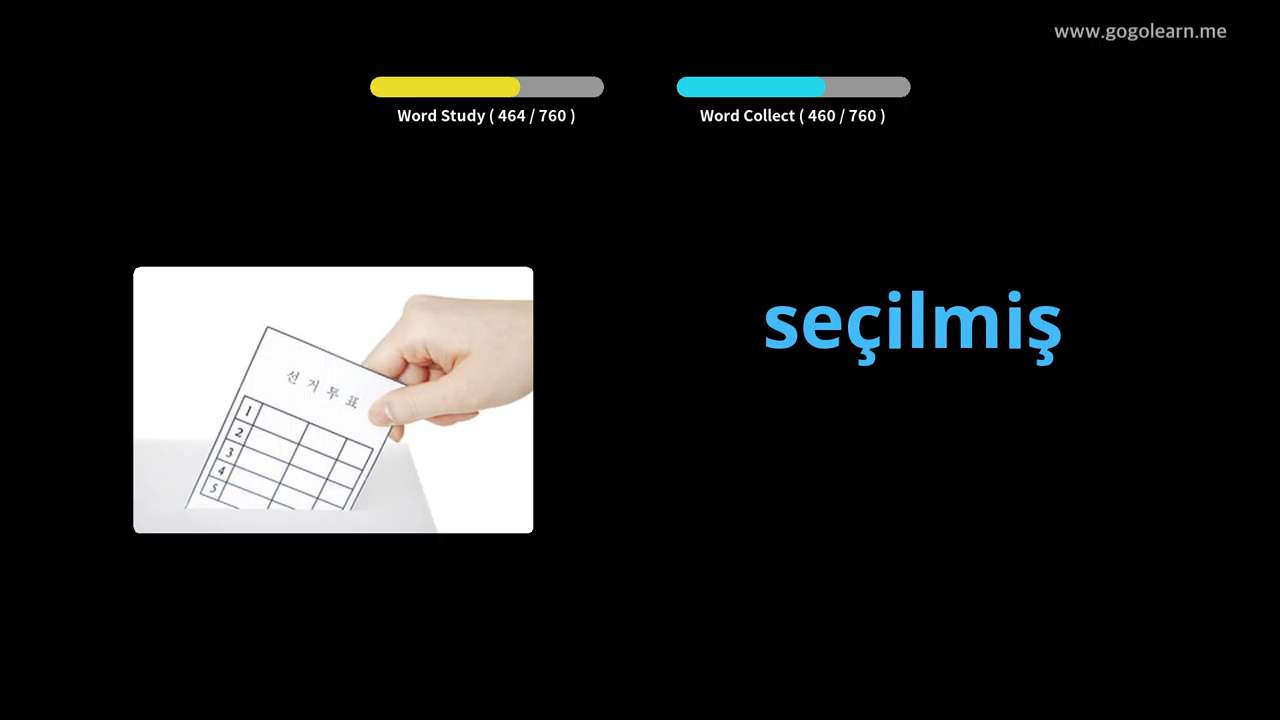 www.gogolearn.me
Word Study ( 464 / 760 )
Word Collect ( 460 / 760 )
seçilmiş
선거투표
1
2
3
4
5